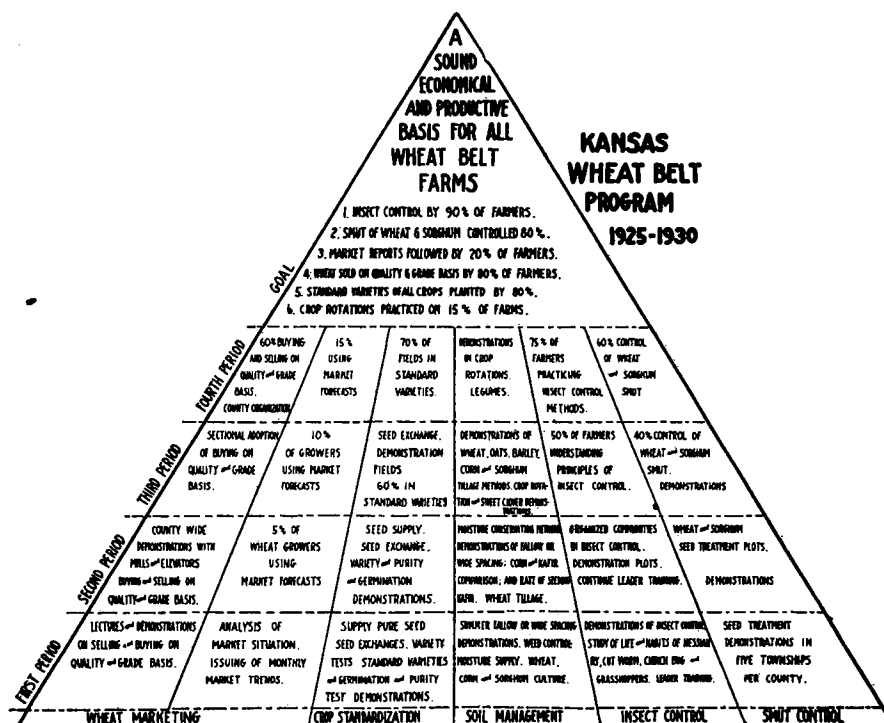 A
SOUND
ECONOMICAL
AND PRODUCTIVE
BASIS FOR ALL
WHEAT BELT
FARMS
KANSAS
WHEAT BELT
PROGRAM
1925-1930
1. INSECT CONTROL BY 90% OF FARMERS.
2. SMUT OF WHEAT & SORGHUM CONTROLLED 80%.
3. MARKET REPORTS FOLLOWED BY 20% OF FARMERS.
4. WHEAT SOLD ON QUALITY & GRADE BASIS BY 80% OF FARMERS.
5. STANDARD VARIETIES OF ALL CROPS PLANTED BY 80%.
6. CROP ROTATIONS PRACTICED ON 15% OF FARMS.
GOAL
FOURTH PERIOD
60% BUYING
AND SELLING ON
QUALITY AND GRADE
BASIS.
COUNTY ORGANIZATION
15%
USING
MARKET
FORECASTS
70% OF
FIELDS IN
STANDARD
VARIETIES.
DEMONSTRATIONS
IN CROP
ROTATIONS.
LEGUMES.
75% OF
FARMERS
PRACTICING
INSECT CONTROL
METHODS.
60% CONTROL
OF WHEAT
AND SORGHUM
SMUT
THIRD PERIOD
SECTIONAL ADOPTION
OF BUYING ON
QUALITY AND GRADE
BASIS.
10%
OF GROWERS
USING MARKET
FORECASTS
SEED EXCHANGE.
DEMONSTRATION
FIELDS
60% IN
STANDARD VARIETIES
DEMONSTRATIONS OF
WHEAT, OATS, BARLEY,
CORN AND SORGHUM
TILLAGE METHODS. CROP ROTA-
TION AND SWEET CLOVER DEMON-
STRATIONS.
50% OF FARMERS
UNDERSTANDING
PRINCIPLES OF
INSECT CONTROL.
40% CONTROL OF
WHEAT AND SORGHUM
SMUT.
DEMONSTRATIONS
SECOND PERIOD
COUNTY WIDE
DEMONSTRATIONS WITH
MILLS AND ELEVATORS
BUYING AND SELLING ON
QUALITY AND GRADE BASIS.
5% OF
WHEAT GROWERS
USING
MARKET FORECASTS
SEED SUPPLY.
SEED EXCHANGE.
VARIETY AND PURITY
AND GERMINATION
DEMONSTRATIONS.
MOISTURE CONSERVATING METHODS
DEMONSTRATIONS OF FALLOW OR
WIDE SPACING; CORN AND KAFIR
COMPARISON; AND RATE OF SEEDING
KAFIR. WHEAT TILLAGE.
ORGANIZED COMMUNITIES
IN INSECT CONTROL.
DEMONSTRATION PLOTS.
CONTINUE LEADER TRAINING.
WHEAT AND SORGHUM
SEED TREATMENT PLOTS.
DEMONSTRATIONS
FIRST PERIOD
LECTURES AND DEMONSTRATIONS
ON SELLING AND BUYING ON
QUALITY AND GRADE BASIS.
ANALYSIS OF
MARKET SITUATION.
ISSUING OF MONTHLY
MARKET TRENDS.
SUPPLY PURE SEED
SEED EXCHANGES. VARIETY
TESTS STANDARD VARIETIES
AND GERMINATION AND PURITY
TEST DEMONSTRATIONS.
SUMMER FALLOW OR WIDE SPACING
DEMONSTRATIONS. WEED CONTROL
MOISTURE SUPPLY. WHEAT,
CORN AND SORGHUM CULTURE.
DEMONSTRATIONS OF INSECT CONTROL
STUDY OF LIFE AND HABITS OF HESSIAN
FLY, CUT WORM, CHINCH BUG AND
GRASSHOPPERS. LEADER TRAINING.
SEED TREATMENT
DEMONSTRATIONS IN
FIVE TOWNSHIPS
PER COUNTY.
WHEAT MARKETING
CROP STANDARDIZATION
SOIL MANAGEMENT
INSECT CONTROL
SMUT CONTROL